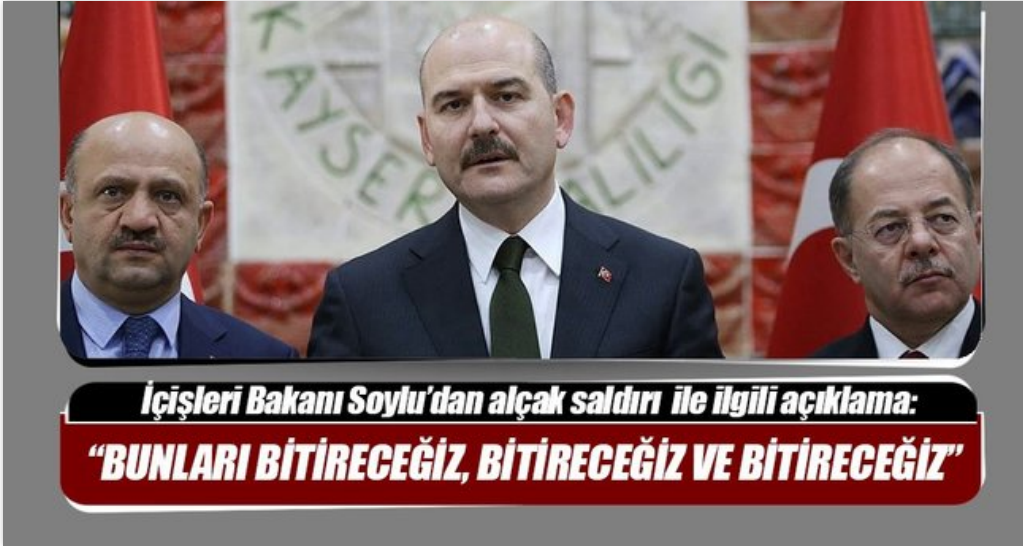 KAYSERİ VALİLİĞİ
İçişleri Bakanı Soylu'dan alçak saldırı ile ilgili açıklama:
“BUNLARI BİTİRECEĞİZ, BİTİRECEĞİZ VE BİTİRECEĞİZ”